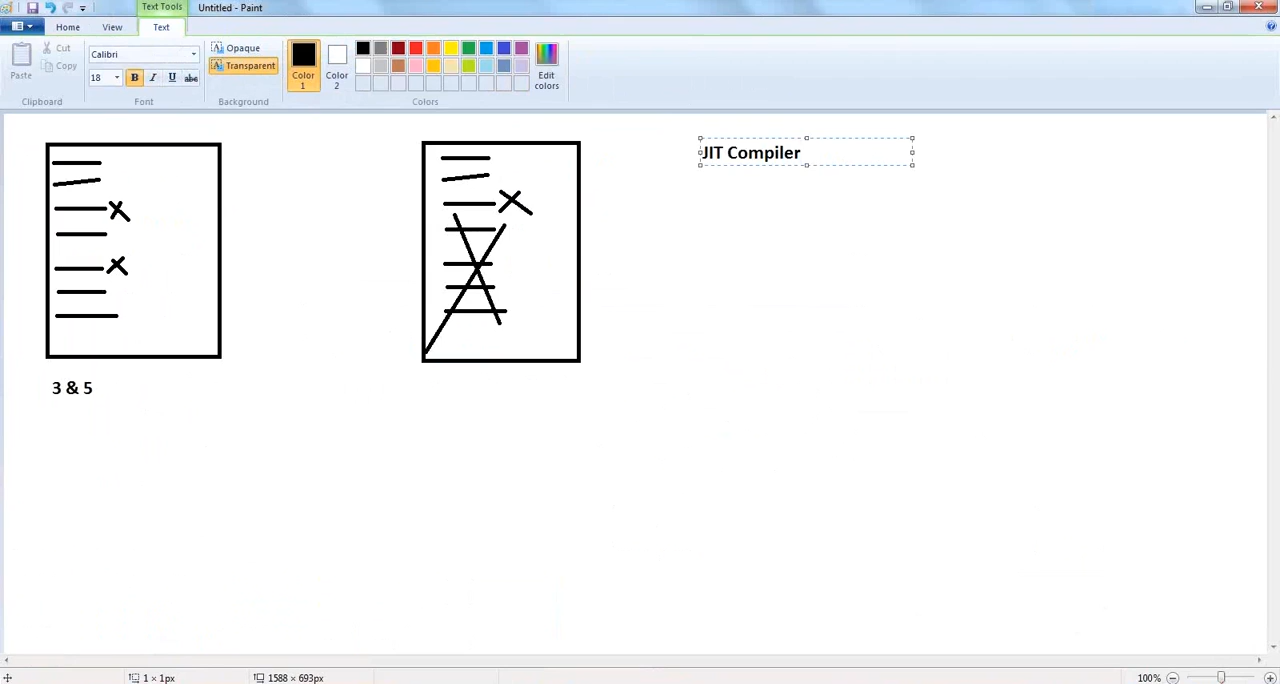 Text Tools
Untitled - Paint
Home
View
Text
Paste
Cut
Copy
Clipboard
Calibri
18
B
I
U
abc
Font
Opaque
Transparent
Background
Color
1
Color
2
Edit
colors
Colors
JIT Compiler
3 & 5
1 × 1px
1588 × 693px
100%